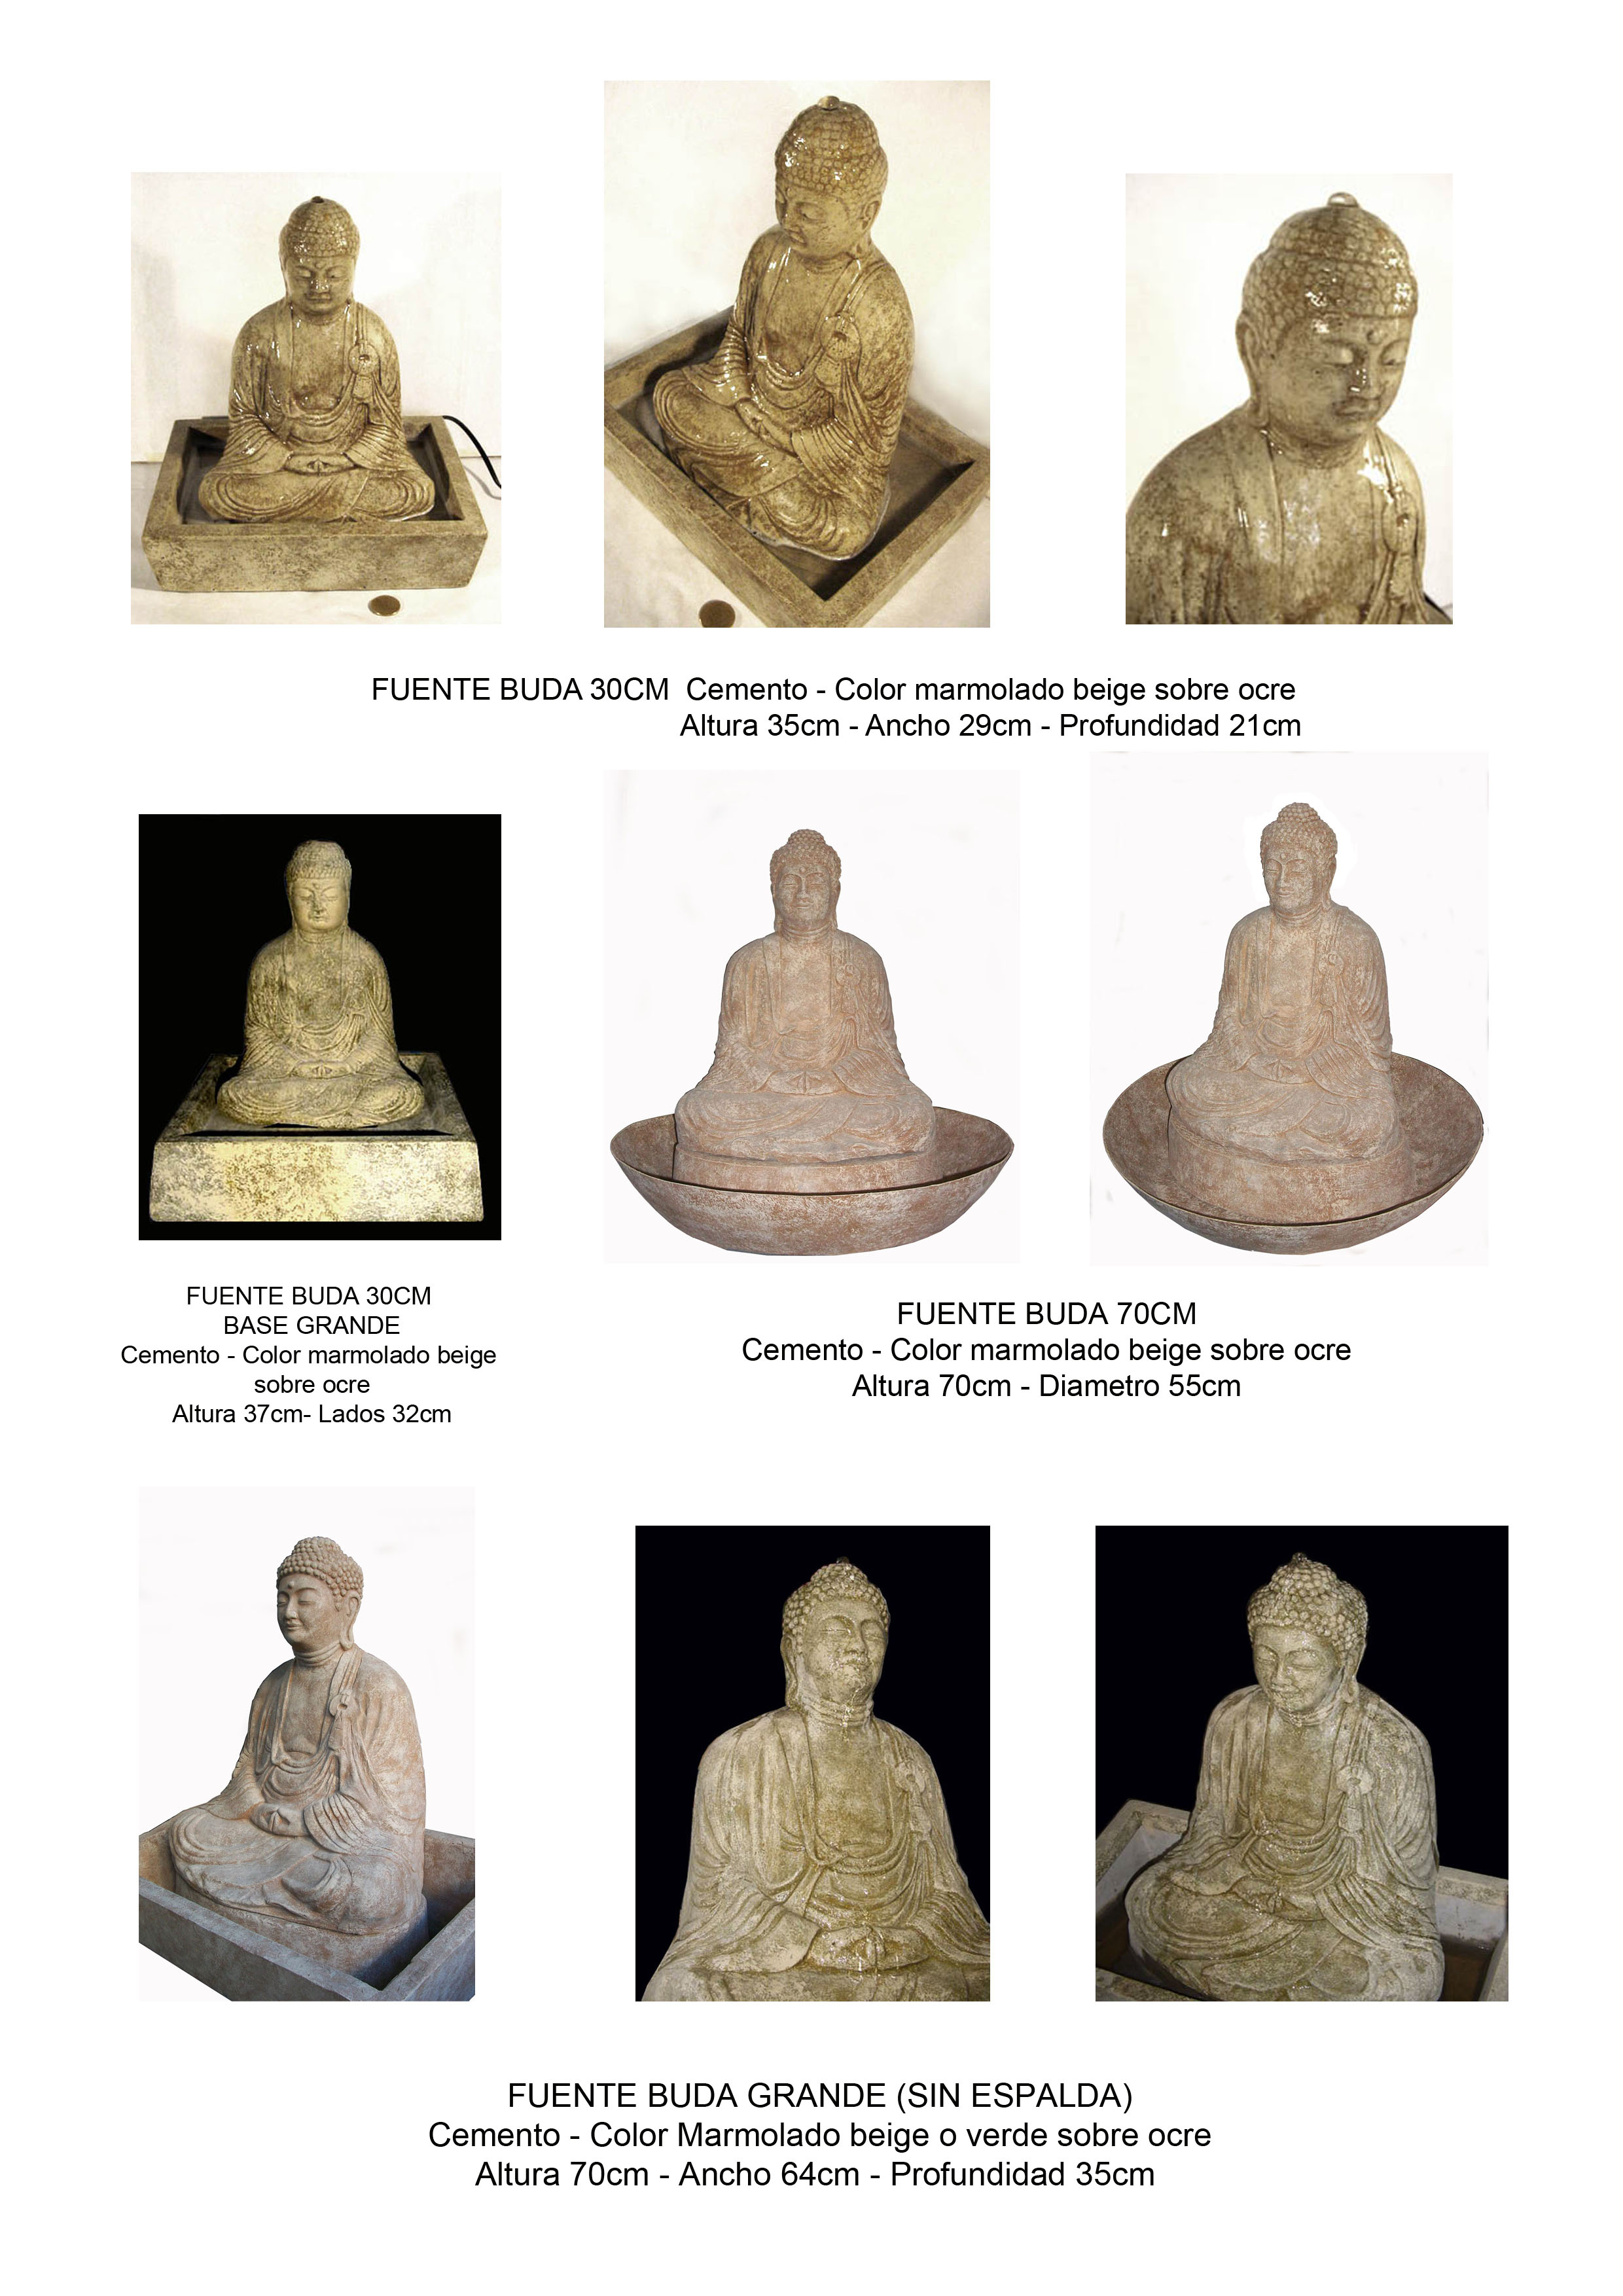 FUENTE BUDA 30CM  Cemento - Color marmolado beige sobre ocre
Altura 35cm - Ancho 29cm - Profundidad 21cm
FUENTE BUDA 30CM
BASE GRANDE
Cemento - Color marmolado beige
sobre ocre
Altura 37cm- Lados 32cm
FUENTE BUDA 70CM
Cemento - Color marmolado beige sobre ocre
Altura 70cm - Diametro 55cm
FUENTE BUDA GRANDE (SIN ESPALDA)
Cemento - Color Marmolado beige o verde sobre ocre
Altura 70cm - Ancho 64cm - Profundidad 35cm